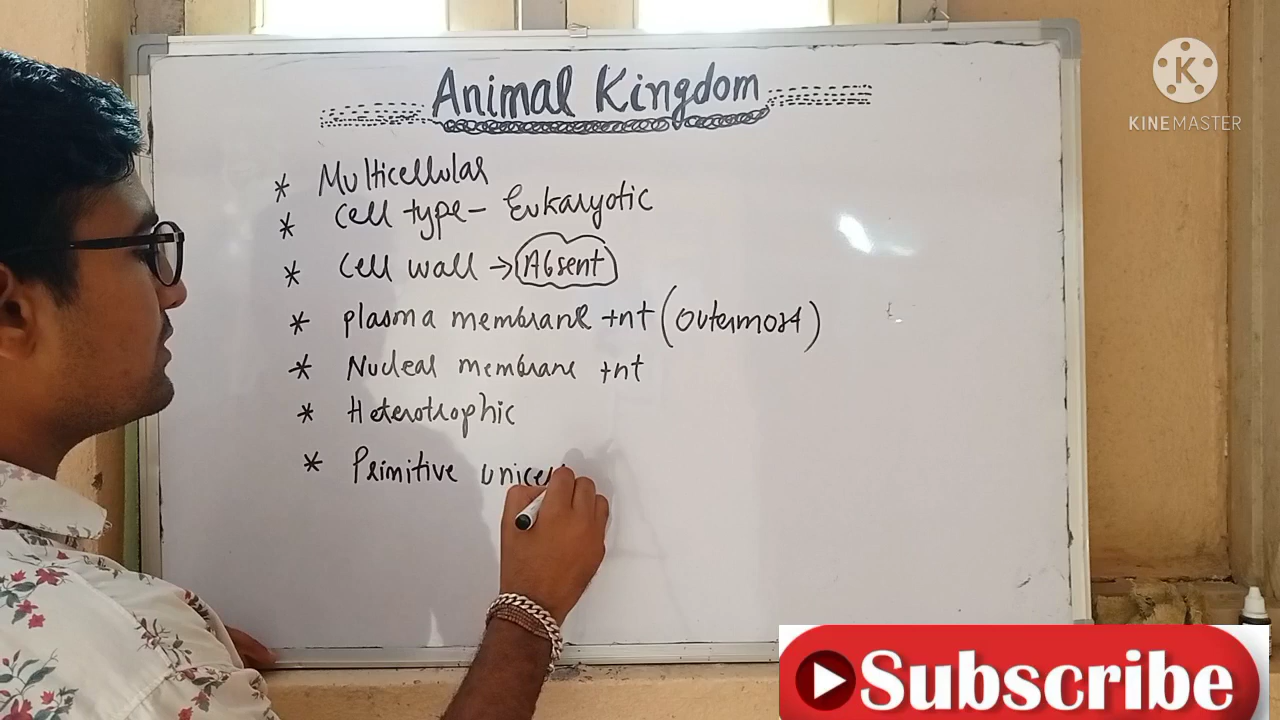 Animal Kingdom
K
KINEMASTER
* Multicellular
* Cell type - Eukaryotic
* Cell wall → Absent
* plasma membrane +nt (outermost)
* Nuclear membrane +nt
* Heterotrophic
* Primitive unice
Subscribe